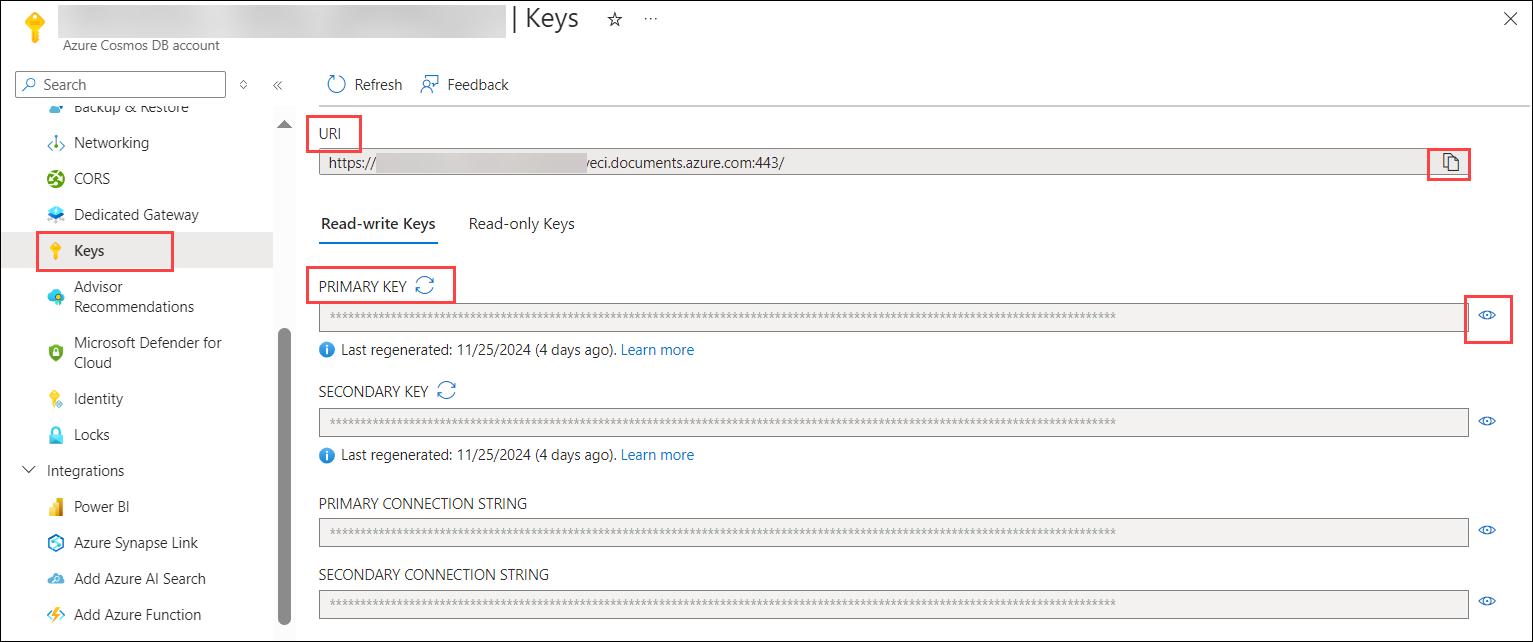 | Keys
Azure Cosmos DB account
Search
Refresh
Feedback
Backup & Restore
Networking
CORS
Dedicated Gateway
Keys
Advisor
Recommendations
Microsoft Defender for
Cloud
Identity
Locks
Integrations
Power BI
Azure Synapse Link
Add Azure AI Search
Add Azure Function
URI
https:// eci.documents.azure.com:443/
Read-write Keys
Read-only Keys
PRIMARY KEY
Last regenerated: 11/25/2024 (4 days ago). Learn more
SECONDARY KEY
Last regenerated: 11/25/2024 (4 days ago). Learn more
PRIMARY CONNECTION STRING
SECONDARY CONNECTION STRING